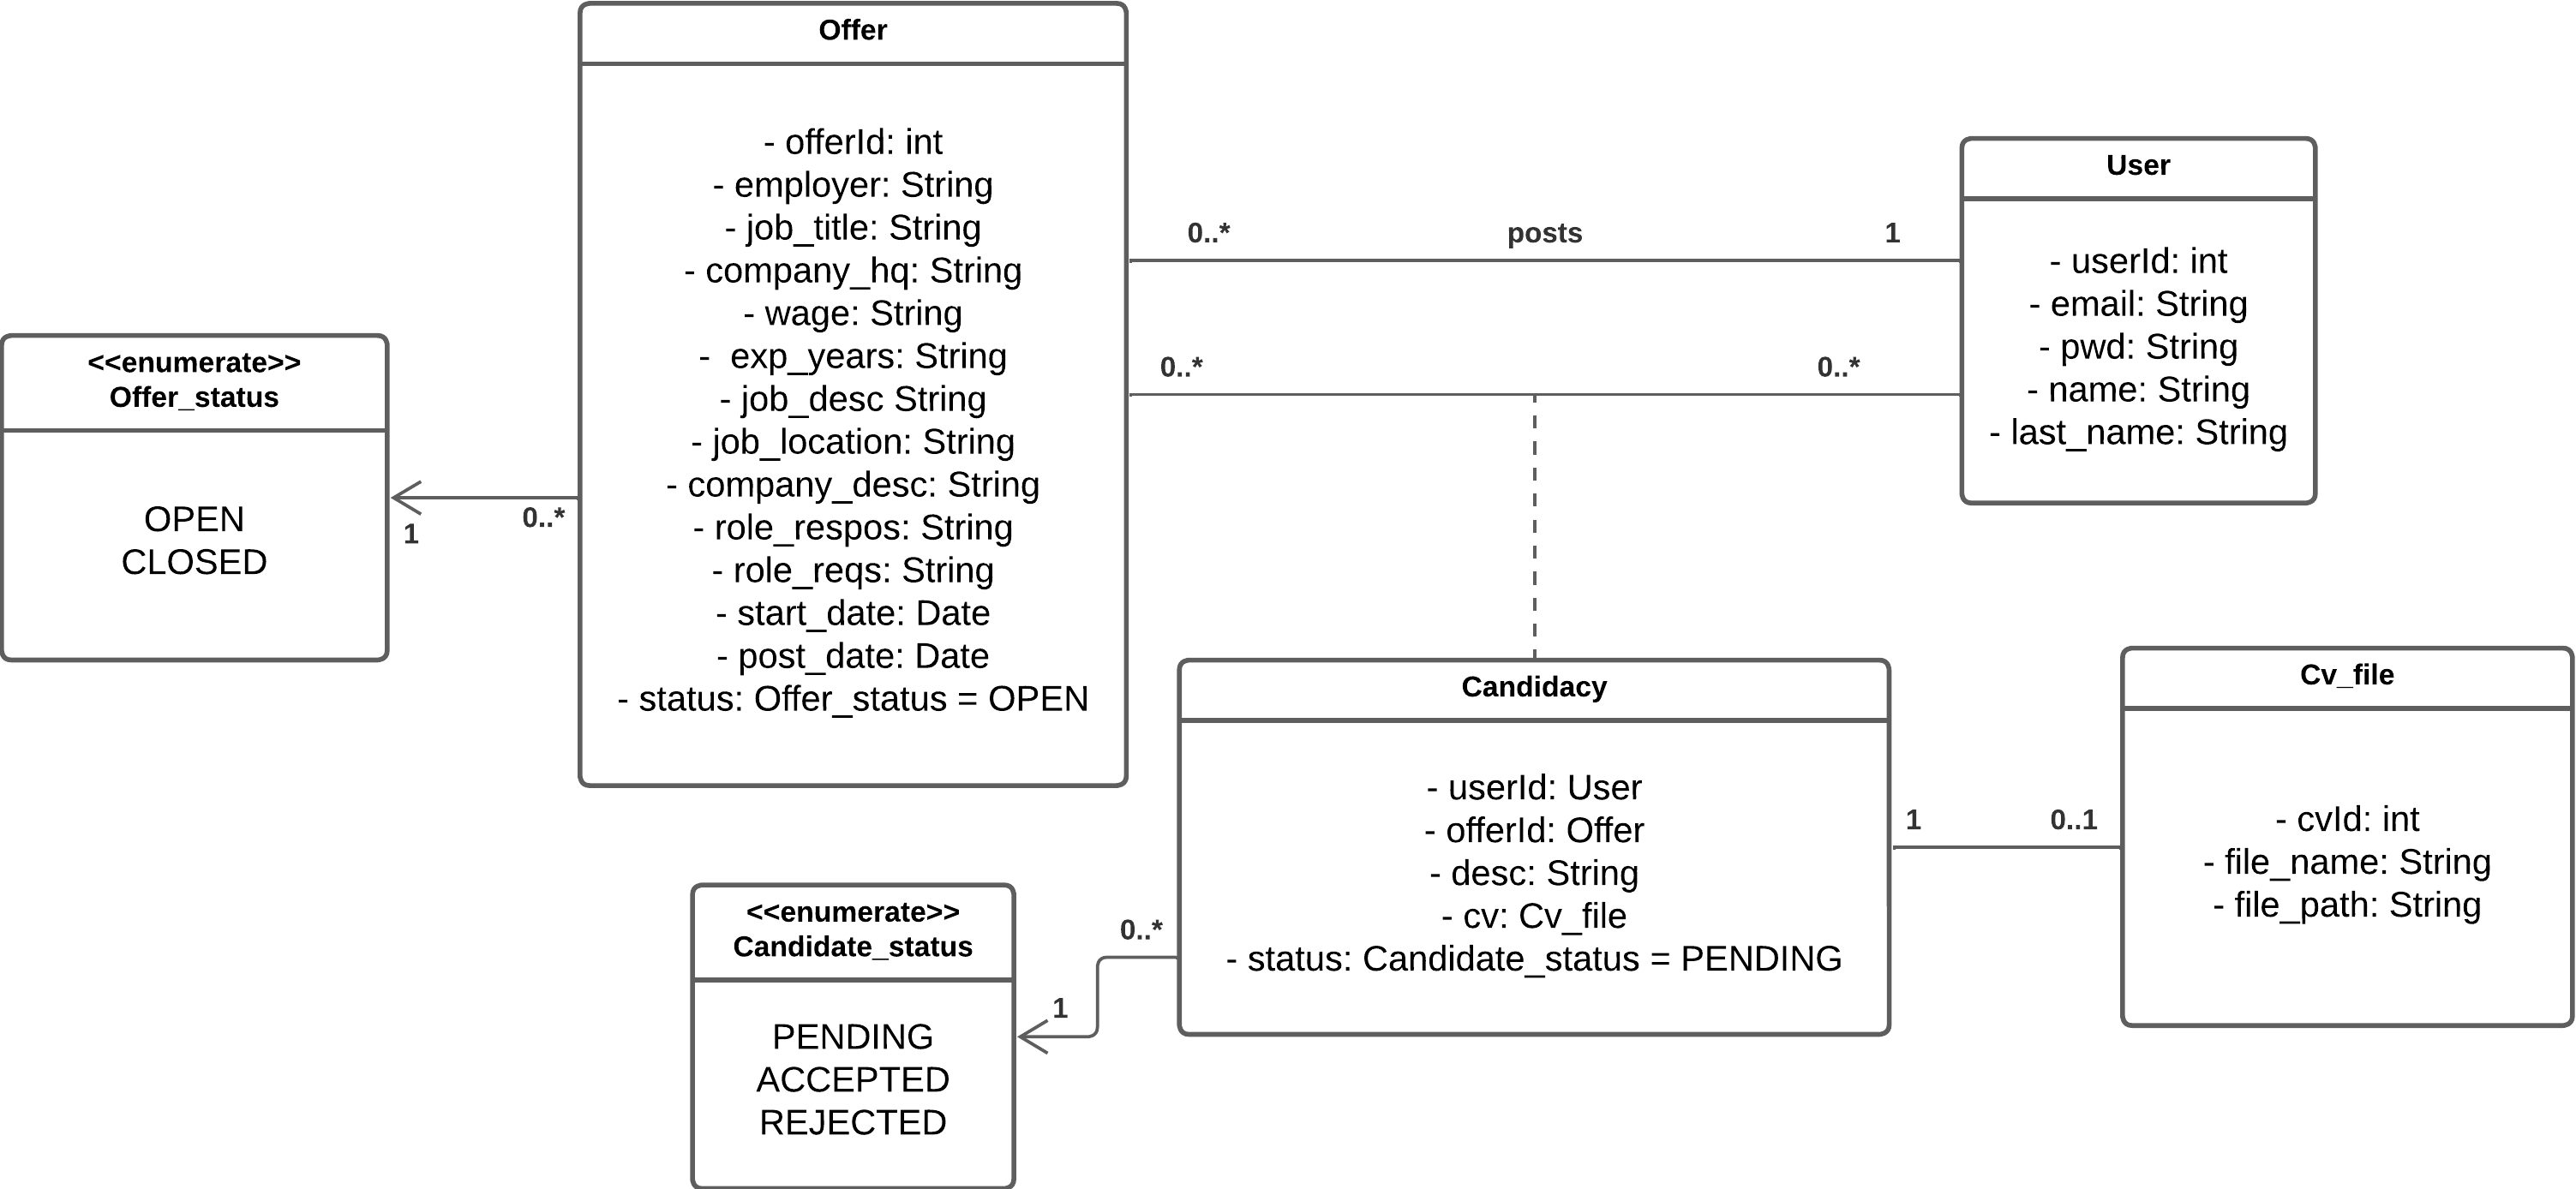 Offer
- offerId: int
- employer: String
- job_title: String
- company_hq: String
- wage: String
-  exp_years: String
- job_desc String
- job_location: String
- company_desc: String
- role_respos: String
- role_reqs: String
- start_date: Date
- post_date: Date
- status: Offer_status = OPEN
User
- userId: int
- email: String
- pwd: String
- name: String
- last_name: String
0..* posts 1
0..* 0..*
<<enumerate>>
Offer_status
OPEN
CLOSED
1 0..*
Candidacy
- userId: User
- offerId: Offer
- desc: String
- cv: Cv_file
- status: Candidate_status = PENDING
1 0..1
Cv_file
- cvId: int
- file_name: String
- file_path: String
0..*
1
<<enumerate>>
Candidate_status
PENDING
ACCEPTED
REJECTED